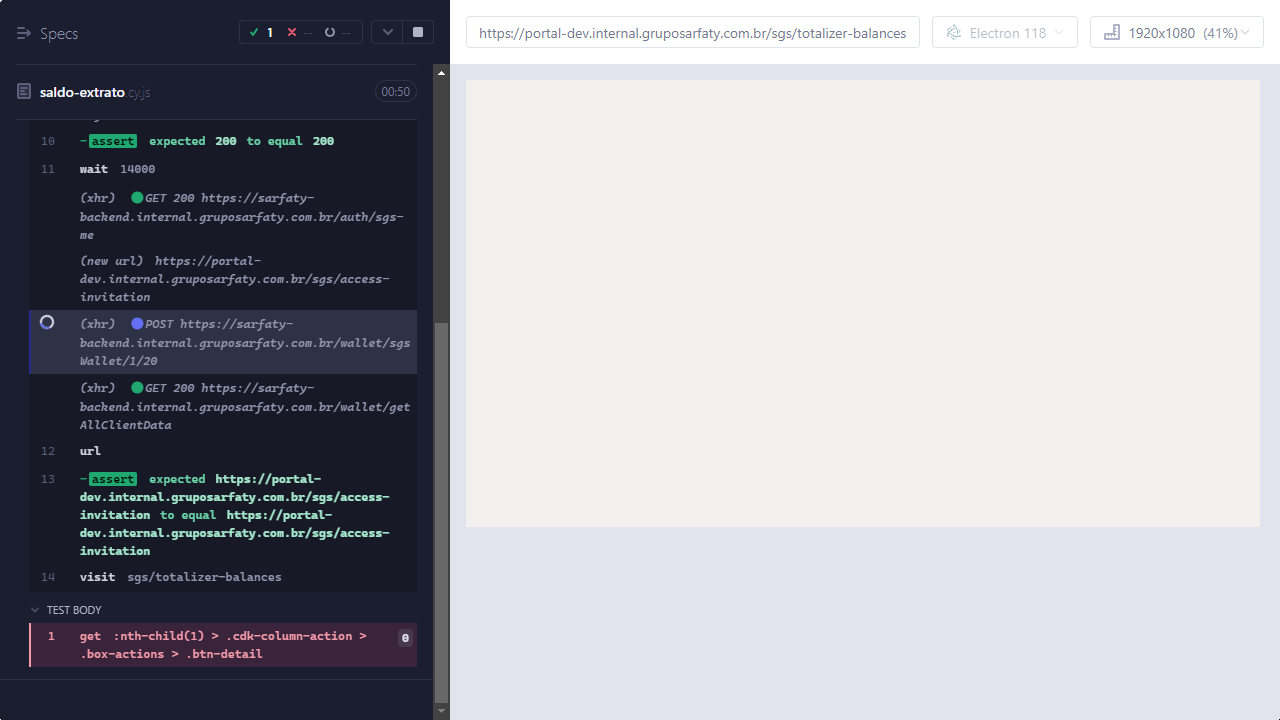 Specs
1 -- --
saldo-extrato.cy.js
00:50
10 -assert expected 200 to equal 200
11 wait 14000
(xhr) GET 200 https://sarfaty-
backend.internal.gruposarfaty.com.br/auth/sgs-
me
(new url) https://portal-
dev.internal.gruposarfaty.com.br/sgs/access-
invitation
(xhr) POST https://sarfaty-
backend.internal.gruposarfaty.com.br/wallet/sgs
Wallet/1/20
(xhr) GET 200 https://sarfaty-
backend.internal.gruposarfaty.com.br/wallet/get
AllClientData
12 url
13 -assert expected https://portal-
dev.internal.gruposarfaty.com.br/sgs/access-
invitation to equal https://portal-
dev.internal.gruposarfaty.com.br/sgs/access-
invitation
14 visit sgs/totalizer-balances
TEST BODY
1 get :nth-child(1) > .cdk-column-action >
.box-actions > .btn-detail
0
https://portal-dev.internal.gruposarfaty.com.br/sgs/totalizer-balances
Electron 118
1920x1080 (41%)